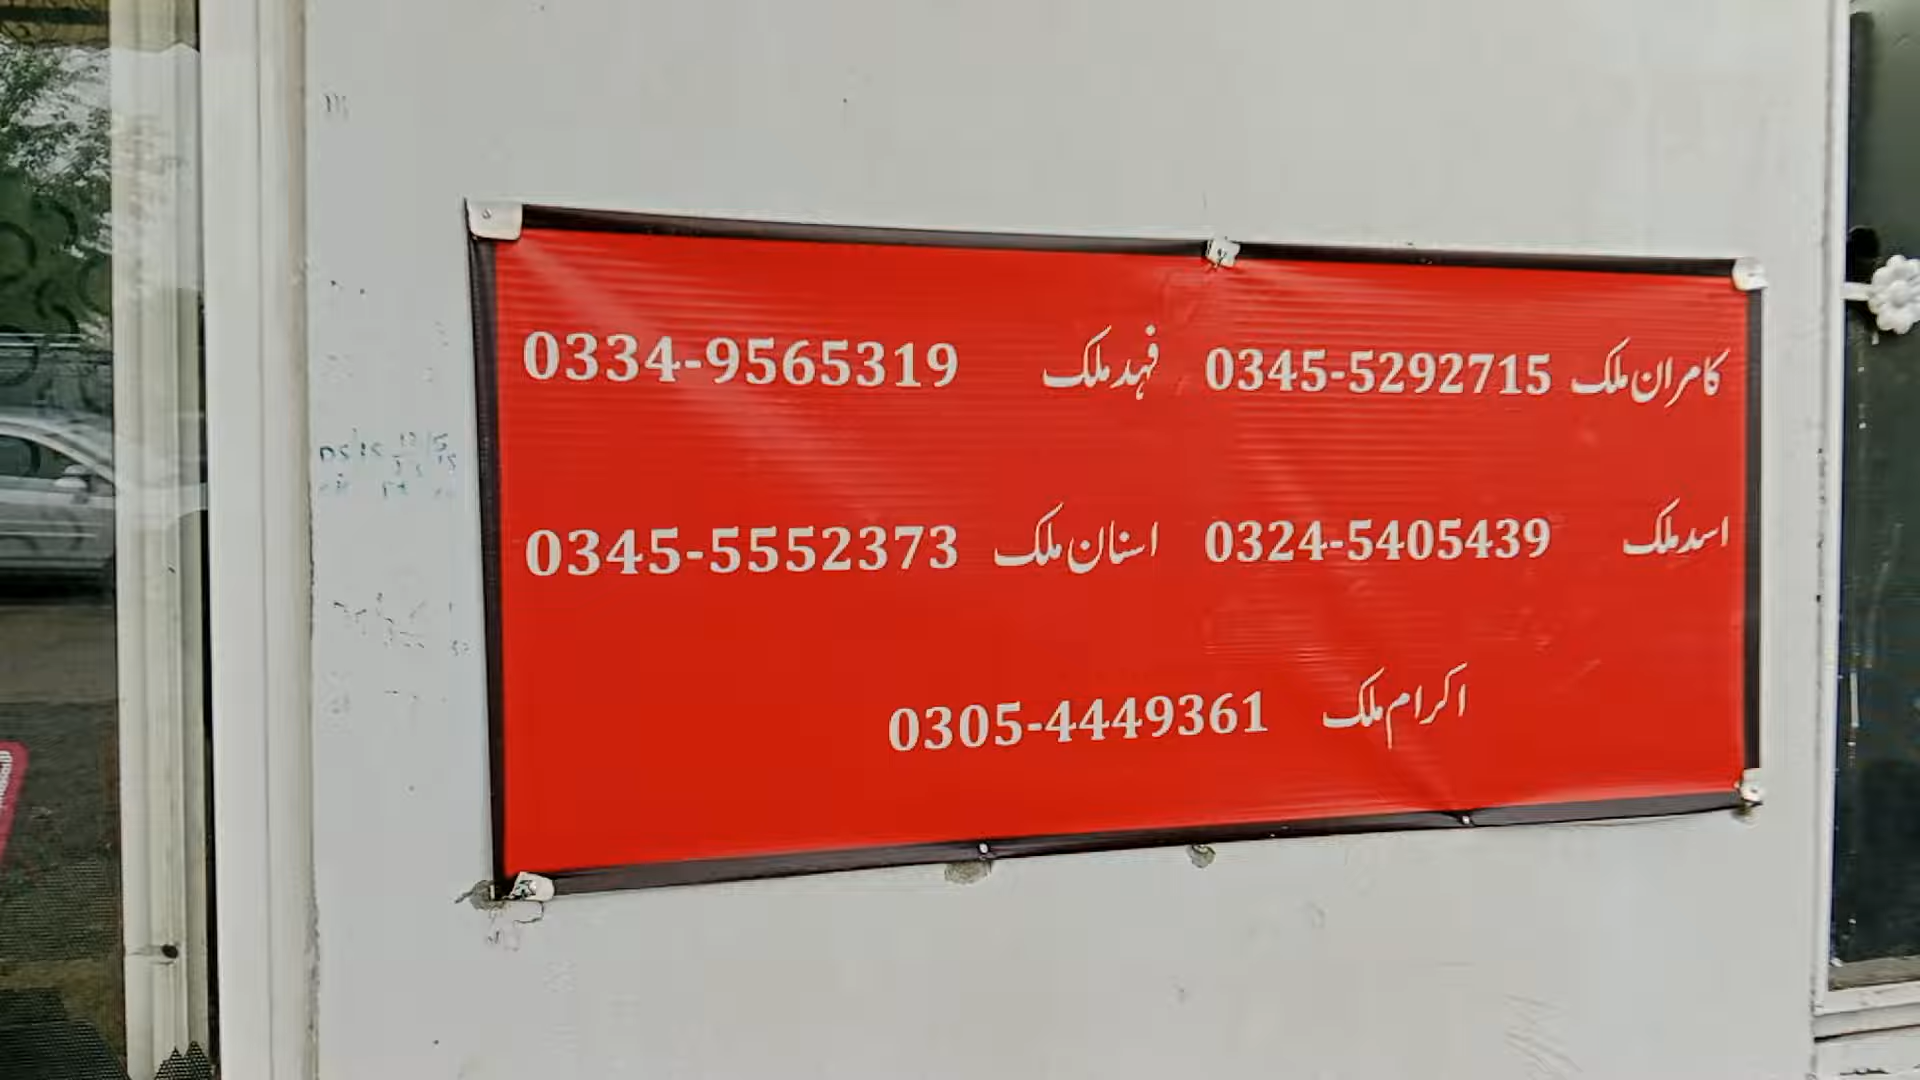 کامران ملک 0345-5292715 فہد ملک 0334-9565319
اسد ملک 0324-5405439 اسنان ملک 0345-5552373
اکرام ملک 0305-4449361